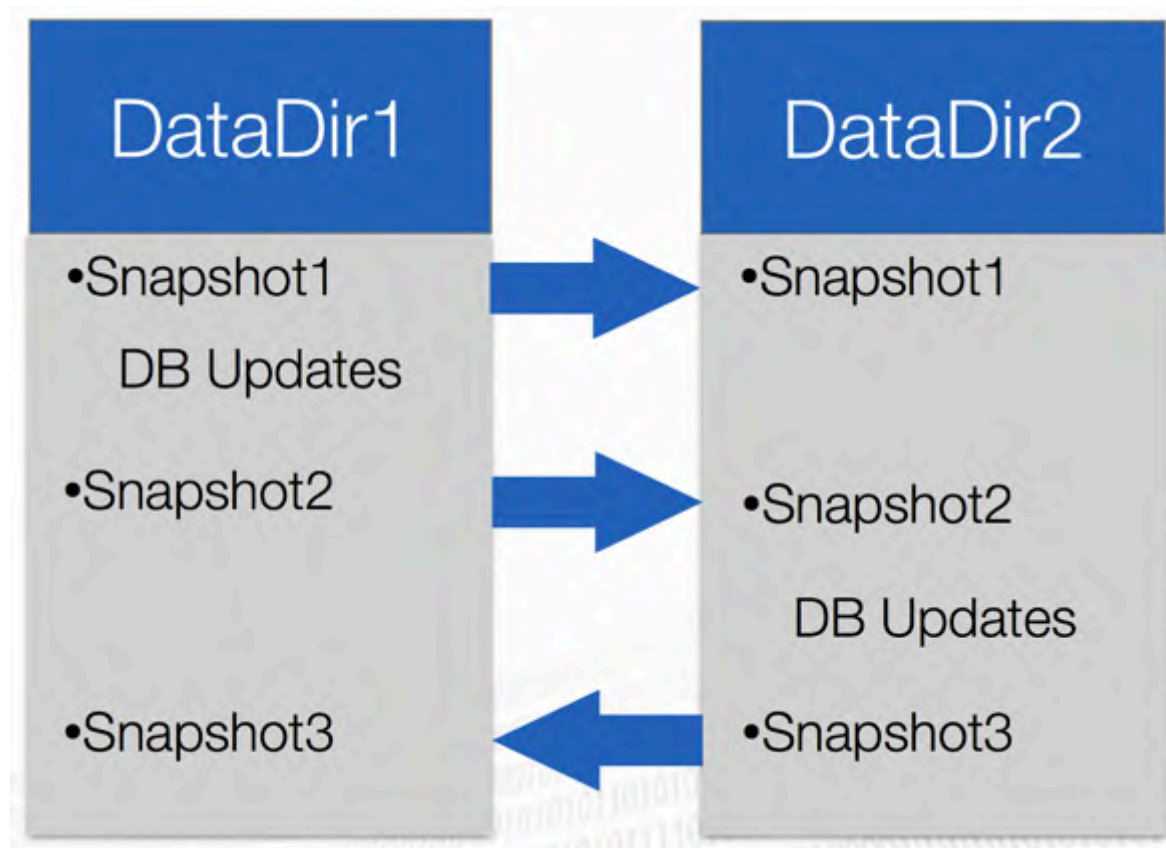 DataDir1
•Snapshot1
DB Updates
•Snapshot2
•Snapshot3
DataDir2
•Snapshot1
•Snapshot2
DB Updates
•Snapshot3